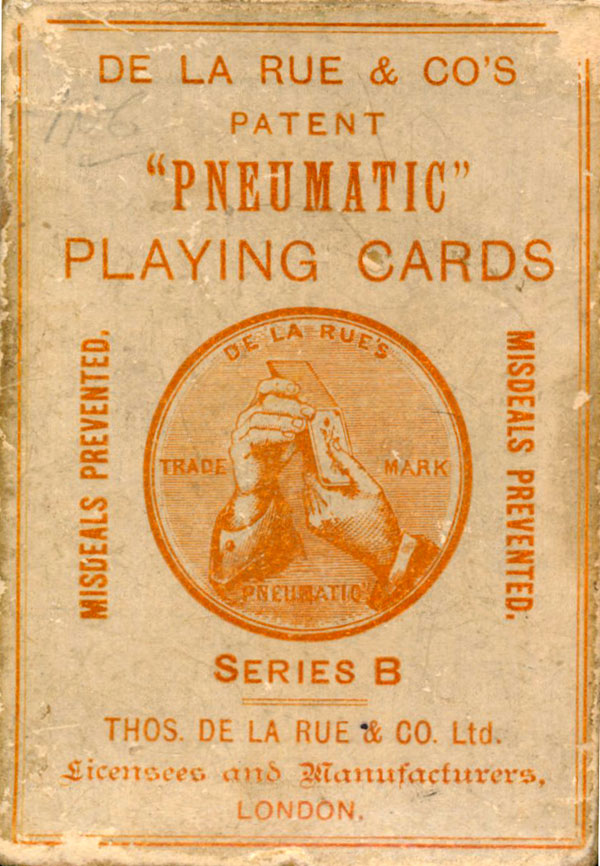 DE LA RUE & CO'S
PATENT
"PNEUMATIC"
PLAYING CARDS
MISDEALS PREVENTED.
DE LA RUE'S
TRADE MARK
"PNEUMATIC"
MISDEALS PREVENTED.
SERIES B
THOS. DE LA RUE & CO. Ltd.
Licensees and Manufacturers,
LONDON.